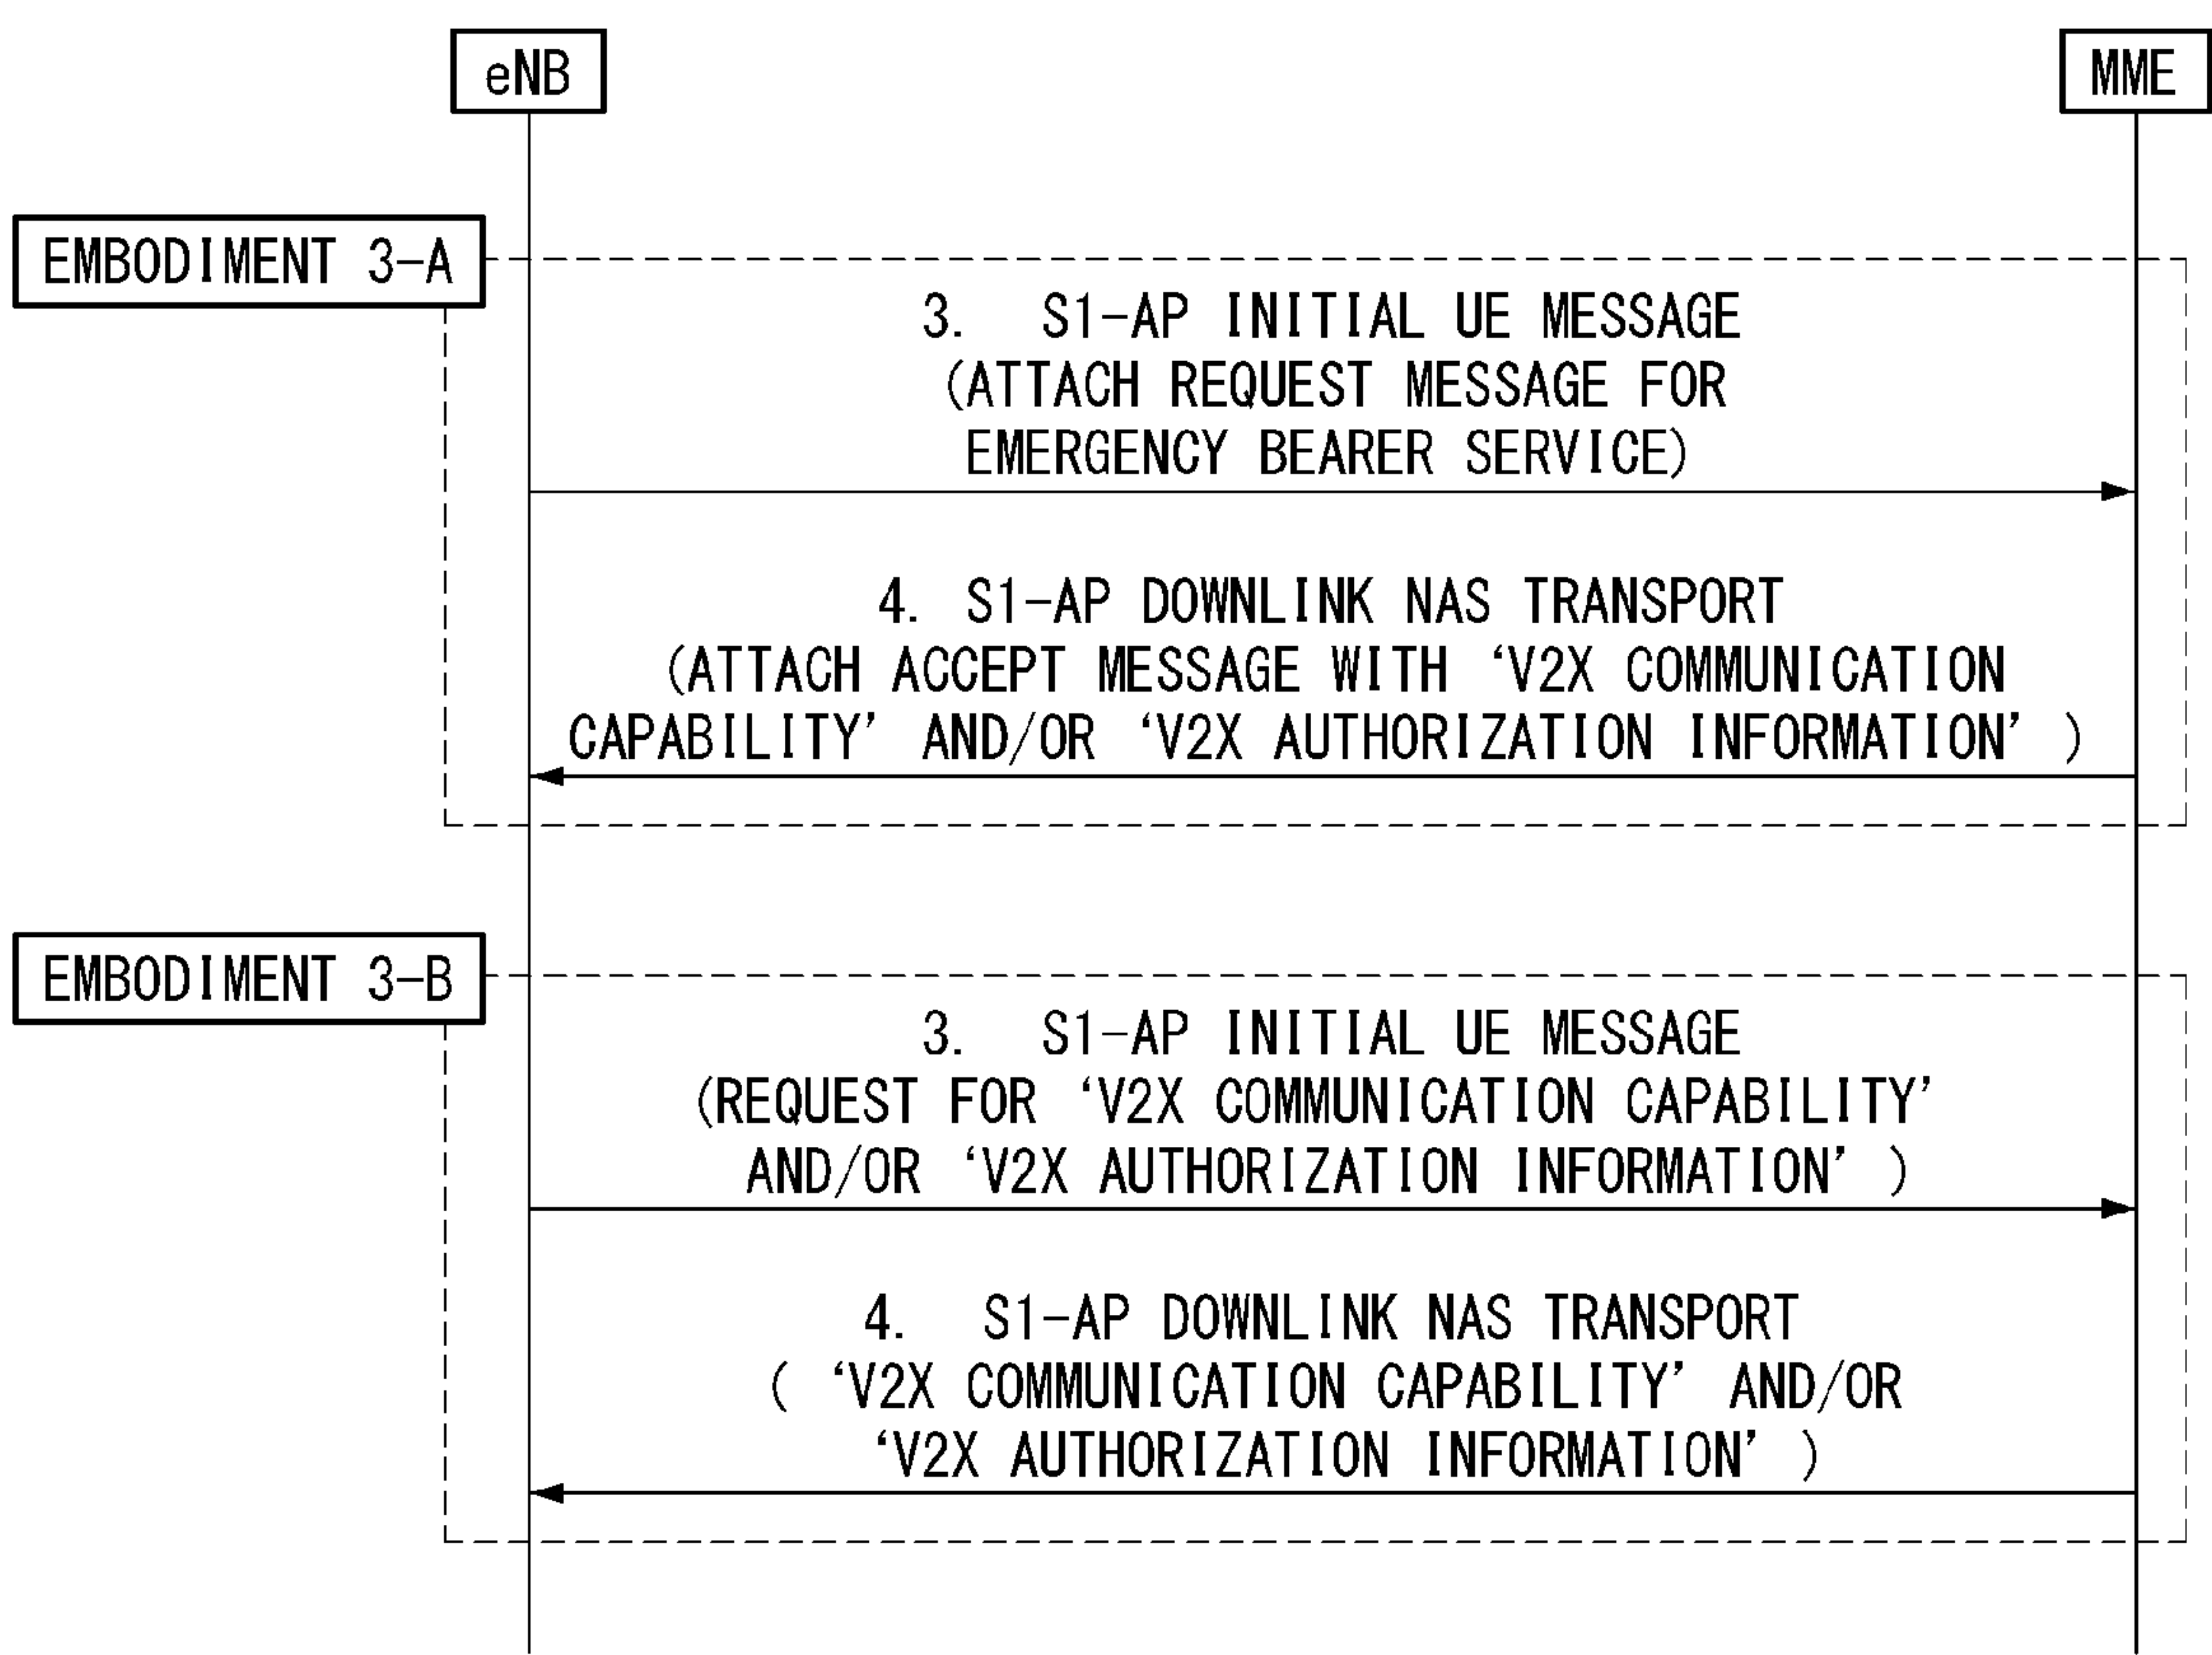 eNB
MME
EMBODIMENT 3-A
3. S1-AP INITIAL UE MESSAGE
(ATTACH REQUEST MESSAGE FOR
EMERGENCY BEARER SERVICE)
4. S1-AP DOWNLINK NAS TRANSPORT
(ATTACH ACCEPT MESSAGE WITH ‘V2X COMMUNICATION
CAPABILITY’ AND/OR ‘V2X AUTHORIZATION INFORMATION’ )
EMBODIMENT 3-B
3. S1-AP INITIAL UE MESSAGE
(REQUEST FOR ‘V2X COMMUNICATION CAPABILITY’
AND/OR ‘V2X AUTHORIZATION INFORMATION’ )
4. S1-AP DOWNLINK NAS TRANSPORT
( ‘V2X COMMUNICATION CAPABILITY’ AND/OR
‘V2X AUTHORIZATION INFORMATION’ )